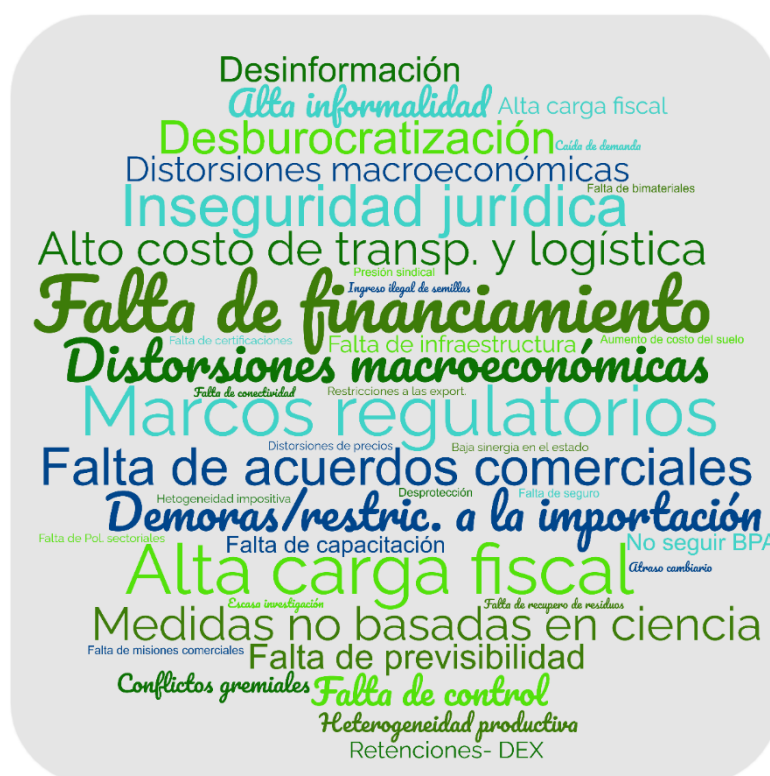 Desinformación
Alta informalidad Alta carga fiscal
Desburocratización Caída de demanda
Distorsiones macroeconómicas
Falta de bimateriales
Inseguridad jurídica
Alto costo de transp. y logística
Presión sindical
Ingreso ilegal de semillas
Falta de financiamiento
Falta de certificaciones Falta de infraestructura Aumento de costo del suelo
Distorsiones macroeconómicas
Falta de conectividad Restricciones a las export.
Marcos regulatorios
Distorsiones de precios Baja sinergia en el estado
Falta de acuerdos comerciales
Hetogeneidad impositiva Desprotección Falta de seguro
Demoras/restric. a la importación
Falta de Pol. sectoriales Falta de capacitación No seguir BPA
Alta carga fiscal Atraso cambiario
Escasa investigación Falta de recupero de residuos
Medidas no basadas en ciencia
Falta de misiones comerciales Falta de previsibilidad
Conflictos gremiales Falta de control
Heterogeneidad productiva
Retenciones- DEX